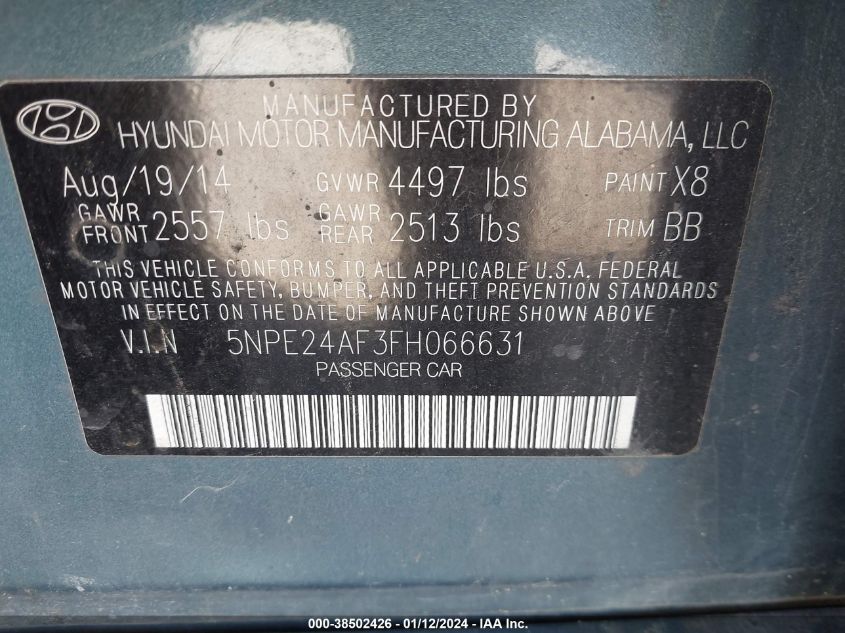 MANUFACTURED BY
HYUNDAI MOTOR MANUFACTURING ALABAMA, LLC
Aug/19/14 GVWR 4497 lbs PAINT X8
GAWR FRONT 2557 lbs GAWR REAR 2513 lbs TRIM BB
THIS VEHICLE CONFORMS TO ALL APPLICABLE U.S.A. FEDERAL
MOTOR VEHICLE SAFETY, BUMPER, AND THEFT PREVENTION STANDARDS
IN EFFECT ON THE DATE OF MANUFACTURE SHOWN ABOVE.
V.I.N 5NPE24AF3FH066631
PASSENGER CAR
000-38502426 - 01/12/2024 - IAA Inc.